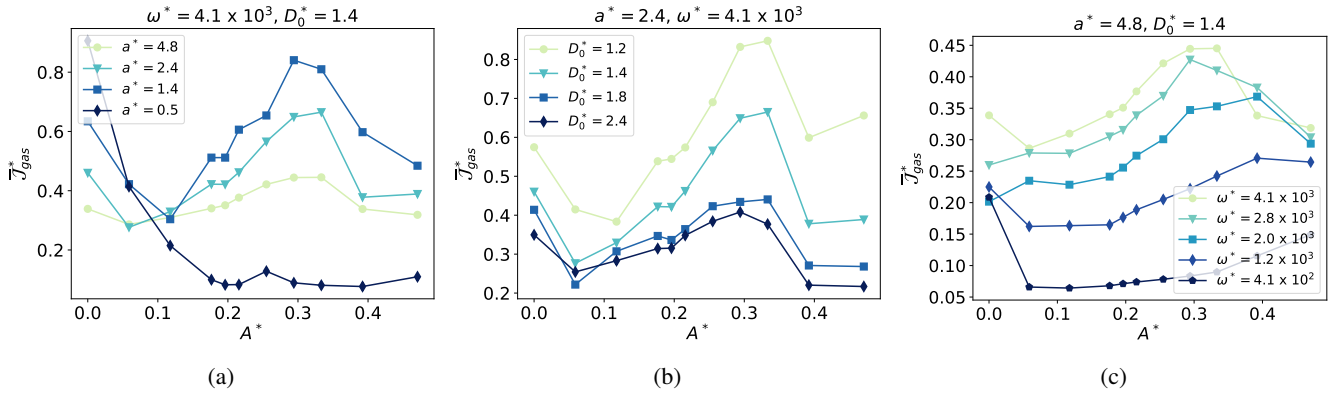 ω* = 4.1 x 10³, D₀* = 1.4
a* = 4.8
a* = 2.4
a* = 1.4
a* = 0.5
0.8
0.6
0.4
0.2
J̅*gas
0.0 0.1 0.2 0.3 0.4
A*
(a)
a* = 2.4, ω* = 4.1 x 10³
D₀* = 1.2
D₀* = 1.4
D₀* = 1.8
D₀* = 2.4
0.8
0.7
0.6
0.5
0.4
0.3
0.2
J̅*gas
0.0 0.1 0.2 0.3 0.4
A*
(b)
a* = 4.8, D₀* = 1.4
0.45
0.40
0.35
0.30
0.25
0.20
0.15
0.10
0.05
J̅*gas
ω* = 4.1 x 10³
ω* = 2.8 x 10³
ω* = 2.0 x 10³
ω* = 1.2 x 10³
ω* = 4.1 x 10²
0.0 0.1 0.2 0.3 0.4
A*
(c)